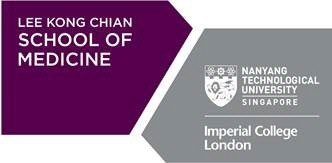 LEE KONG CHIAN
SCHOOL OF
MEDICINE
NANYANG
TECHNOLOGICAL
UNIVERSITY
SINGAPORE
Imperial College
London